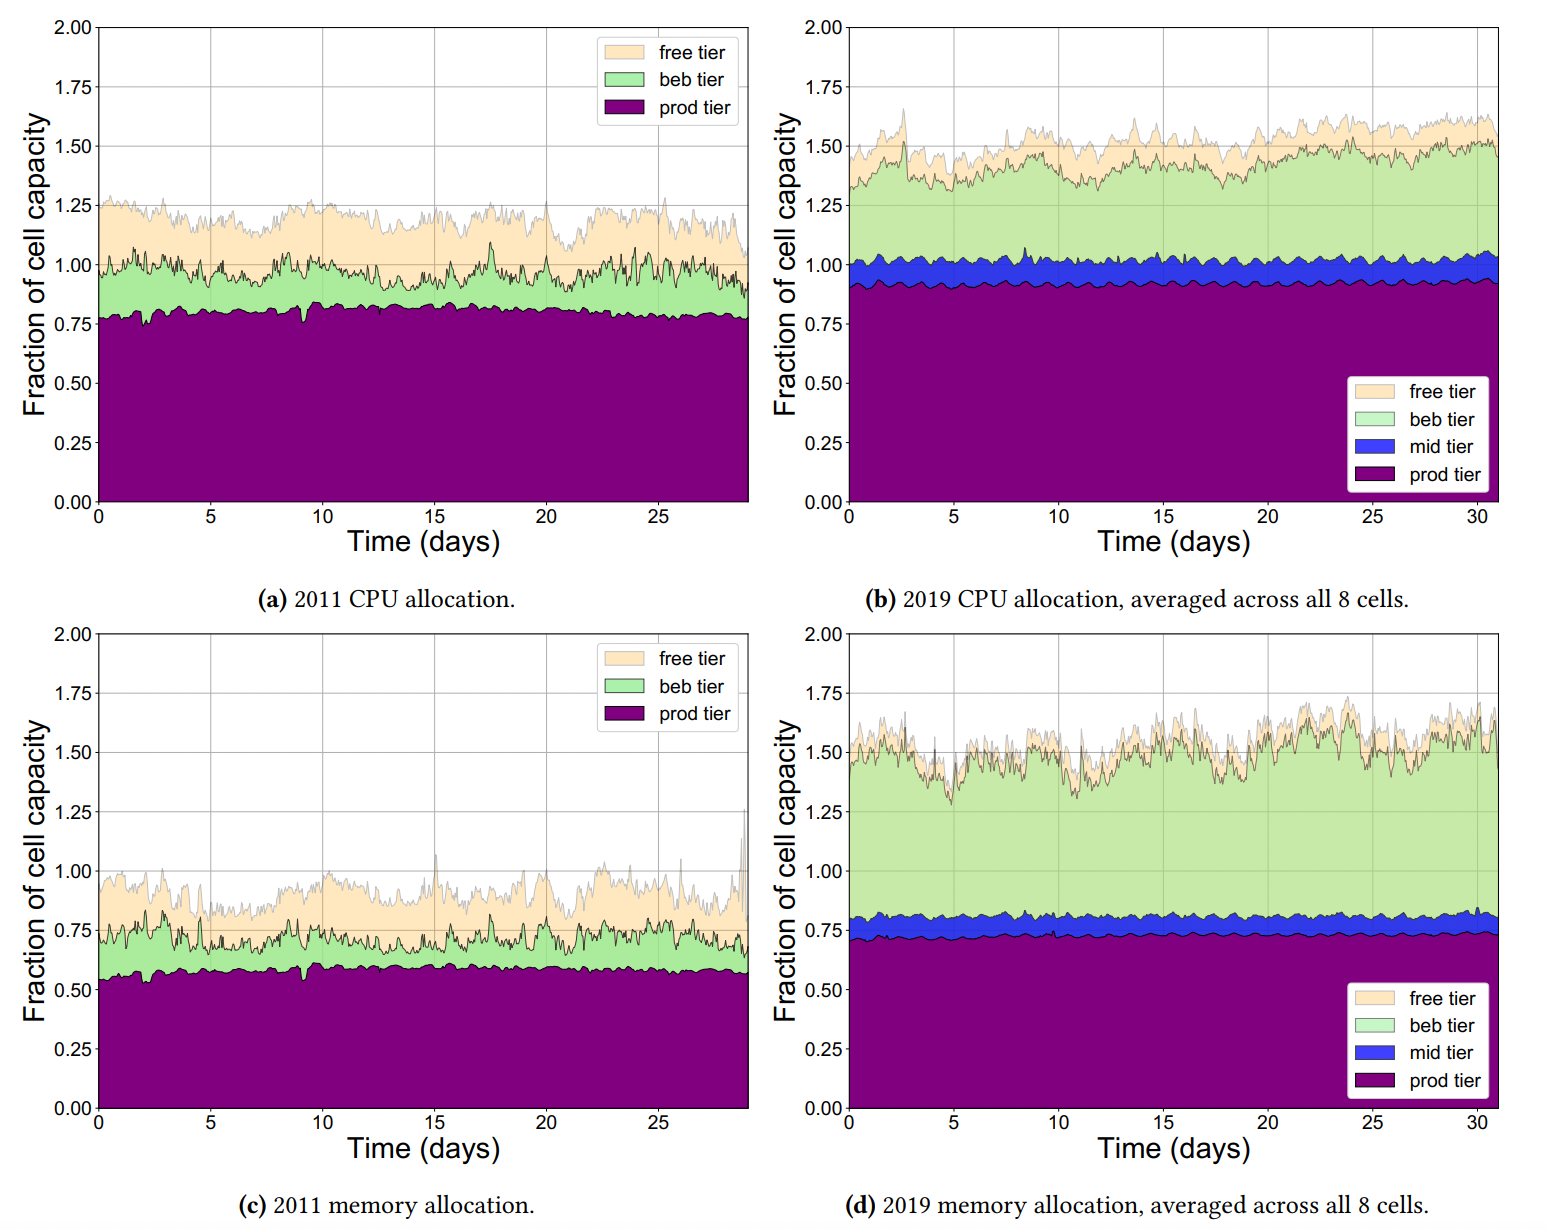 2.00
1.75
1.50
1.25
1.00
0.75
0.50
0.25
0.00
Fraction of cell capacity
free tier
beb tier
prod tier
0 5 10 15 20 25
Time (days)
(a) 2011 CPU allocation.
2.00
1.75
1.50
1.25
1.00
0.75
0.50
0.25
0.00
Fraction of cell capacity
free tier
beb tier
mid tier
prod tier
0 5 10 15 20 25 30
Time (days)
(b) 2019 CPU allocation, averaged across all 8 cells.
2.00
1.75
1.50
1.25
1.00
0.75
0.50
0.25
0.00
Fraction of cell capacity
free tier
beb tier
prod tier
0 5 10 15 20 25
Time (days)
(c) 2011 memory allocation.
2.00
1.75
1.50
1.25
1.00
0.75
0.50
0.25
0.00
Fraction of cell capacity
free tier
beb tier
mid tier
prod tier
0 5 10 15 20 25 30
Time (days)
(d) 2019 memory allocation, averaged across all 8 cells.